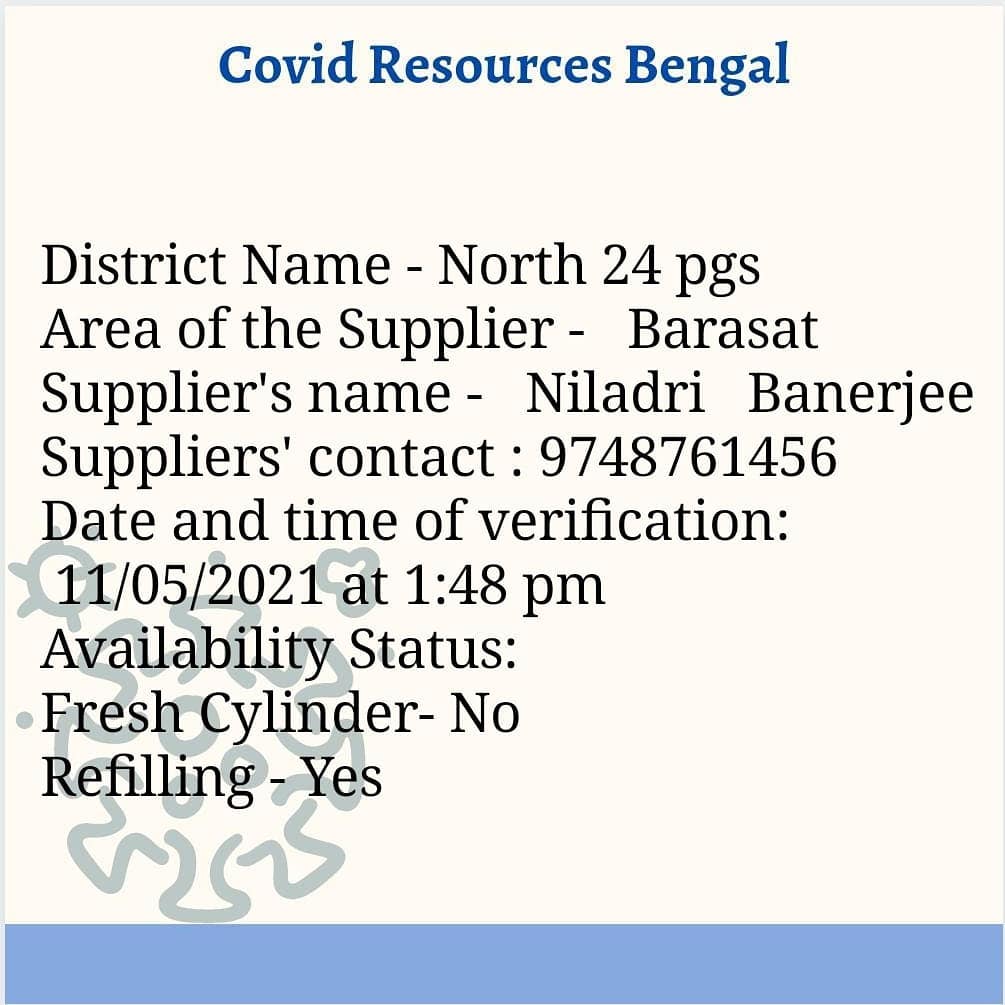 Covid Resources Bengal
District Name - North 24 pgs
Area of the Supplier - Barasat
Supplier's name - Niladri Banerjee
Suppliers' contact : 9748761456
Date and time of verification:
11/05/2021 at 1:48 pm
Availability Status:
Fresh Cylinder- No
Refilling - Yes